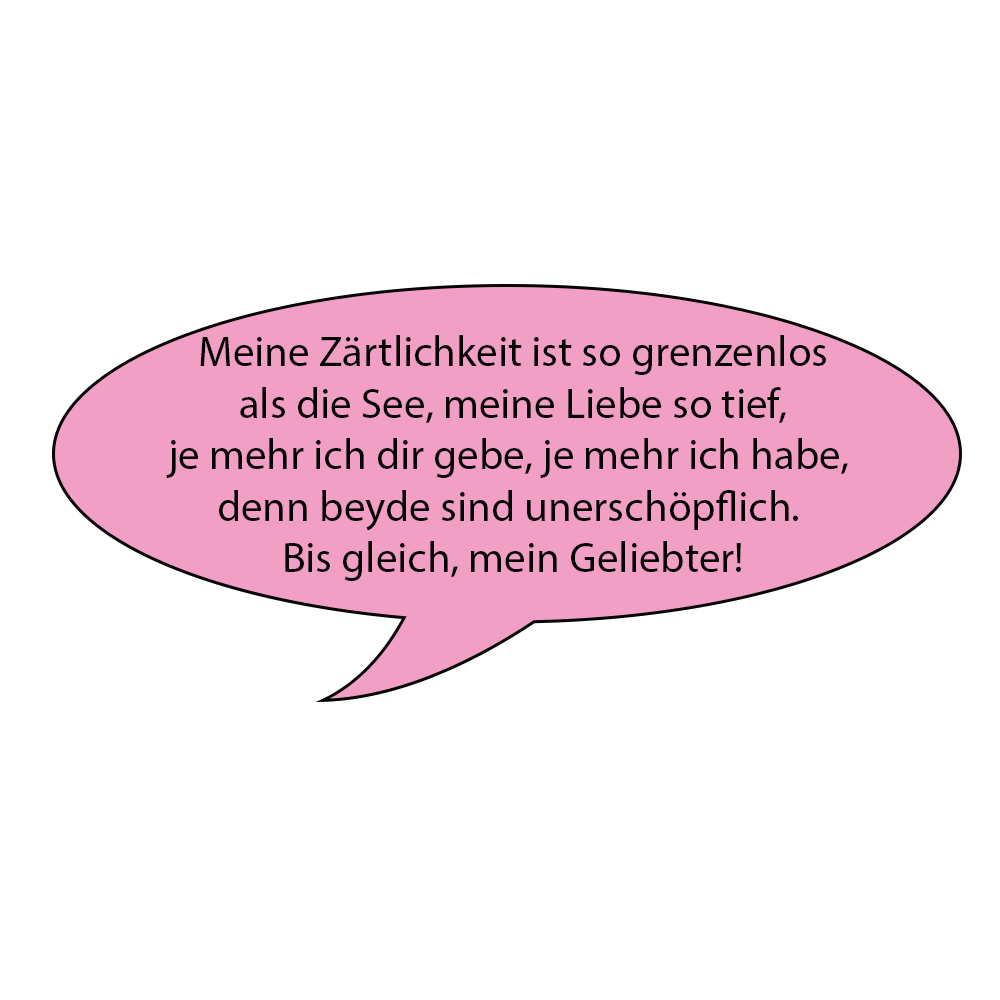 Meine Zärtlichkeit ist so grenzenlos
als die See, meine Liebe so tief,
je mehr ich dir gebe, je mehr ich habe,
denn beyde sind unerschöpflich.
Bis gleich, mein Geliebter!